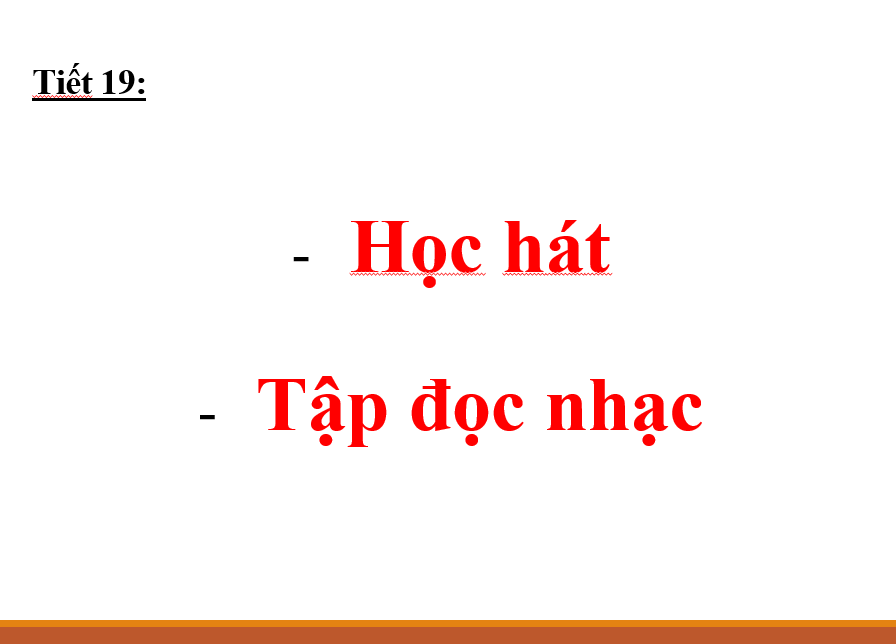 Tiết 19:
- Học hát
- Tập đọc nhạc